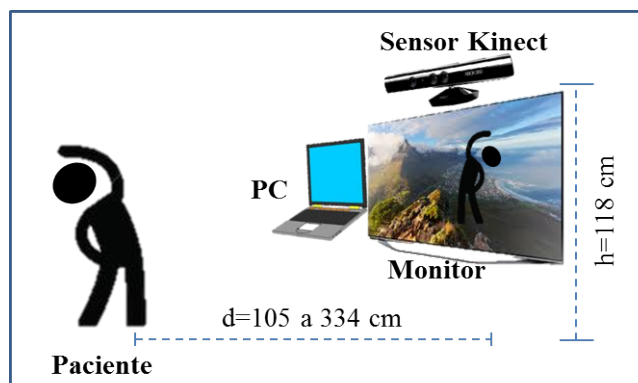 Sensor Kinect
PC
Monitor
h=118 cm
d=105 a 334 cm
Paciente